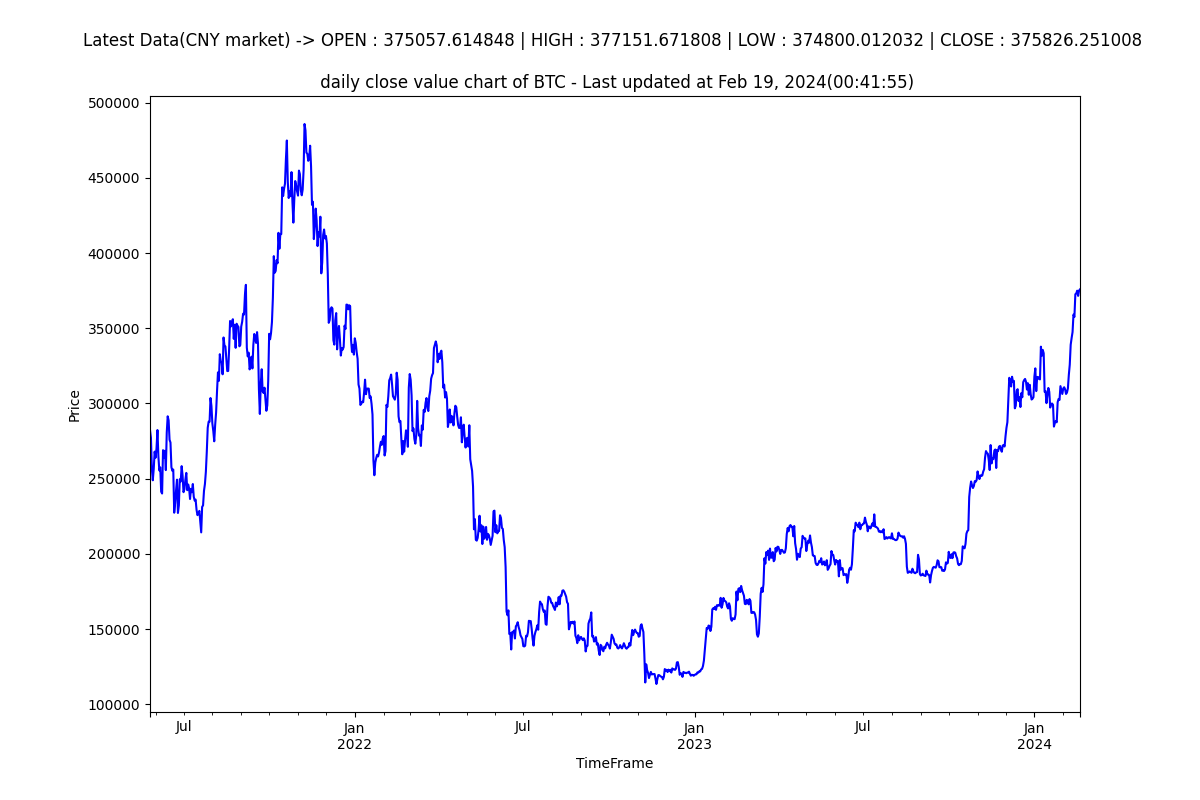 Latest Data(CNY market) -> OPEN : 375057.614848 | HIGH : 377151.671808 | LOW : 374800.012032 | CLOSE : 375826.251008
daily close value chart of BTC - Last updated at Feb 19, 2024(00:41:55)
500000
450000
400000
350000
300000
250000
200000
150000
100000
Price
Jul
Jan
2022
Jul
Jan
2023
Jul
Jan
2024
TimeFrame